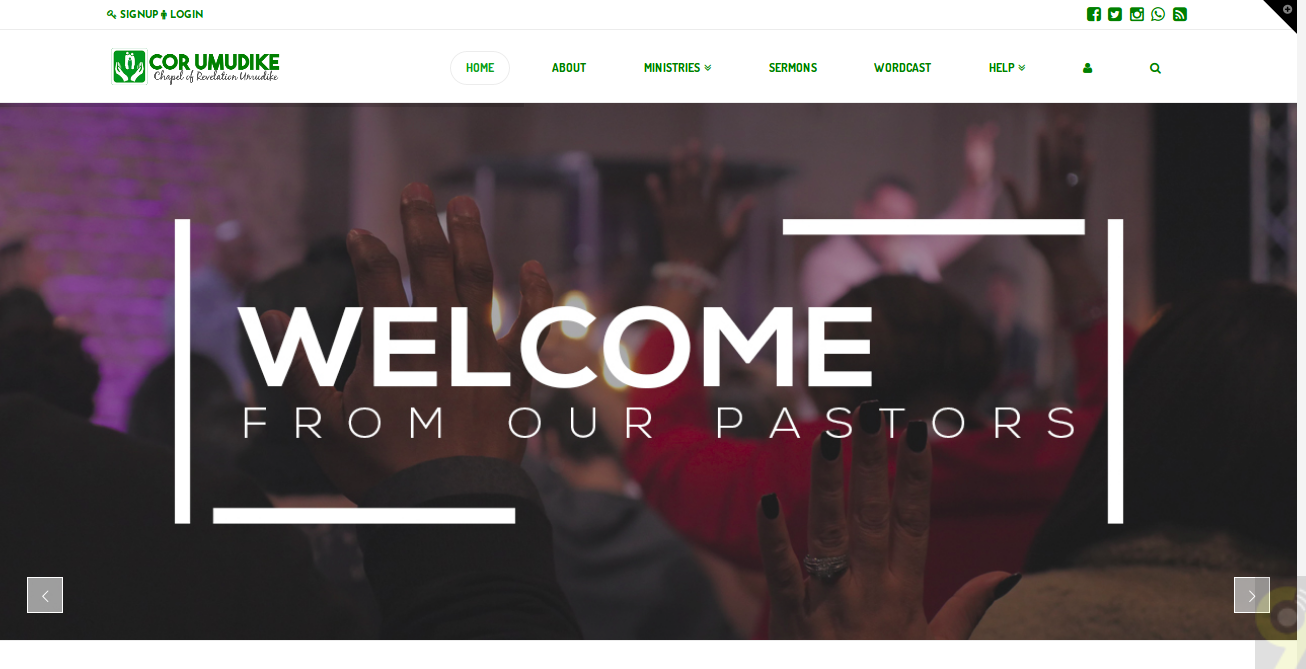 SIGNUP LOGIN
COR UMUDIKE
Chapel of Revelation Umudike
HOME ABOUT MINISTRIES SERMONS WORDCAST HELP
WELCOME
FROM OUR PASTORS